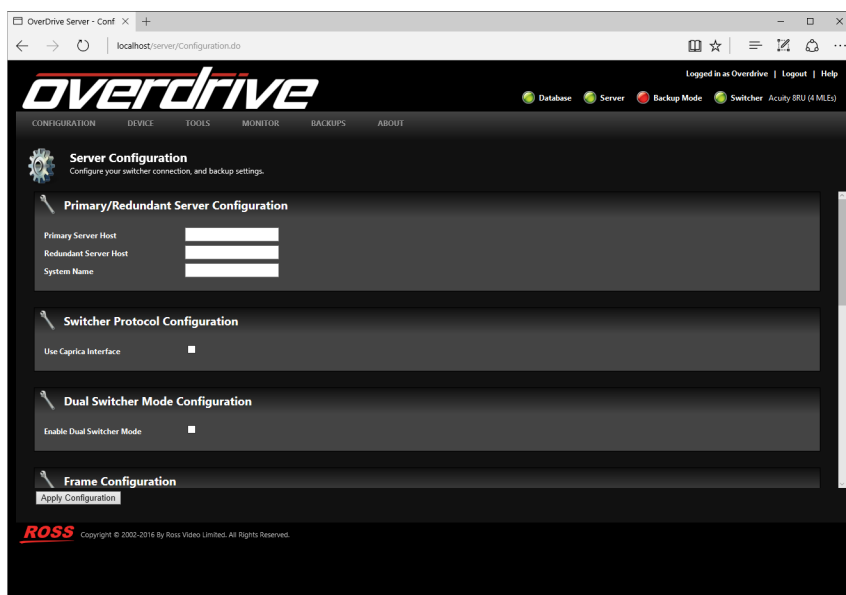 OverDrive Server - Conf
localhost/server/Configuration.do
Logged in as Overdrive | Logout | Help
overdrive
Database Server Backup Mode Switcher Acuity 8RU (4 MLEs)
CONFIGURATION DEVICE TOOLS MONITOR BACKUPS ABOUT
Server Configuration
Configure your switcher connection, and backup settings.
Primary/Redundant Server Configuration
Primary Server Host
Redundant Server Host
System Name
Switcher Protocol Configuration
Use Caprica Interface
Dual Switcher Mode Configuration
Enable Dual Switcher Mode
Frame Configuration
Apply Configuration
ROSS Copyright © 2002-2016 By Ross Video Limited. All Rights Reserved.